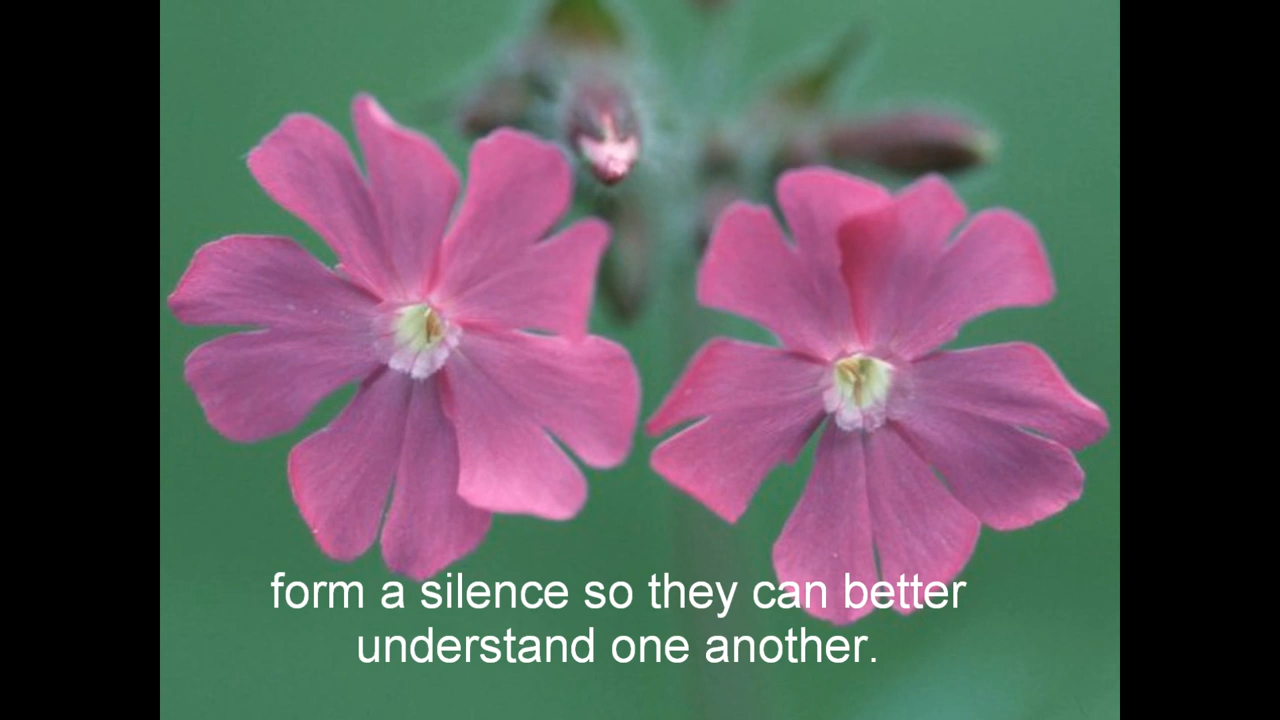 form a silence so they can better
understand one another.